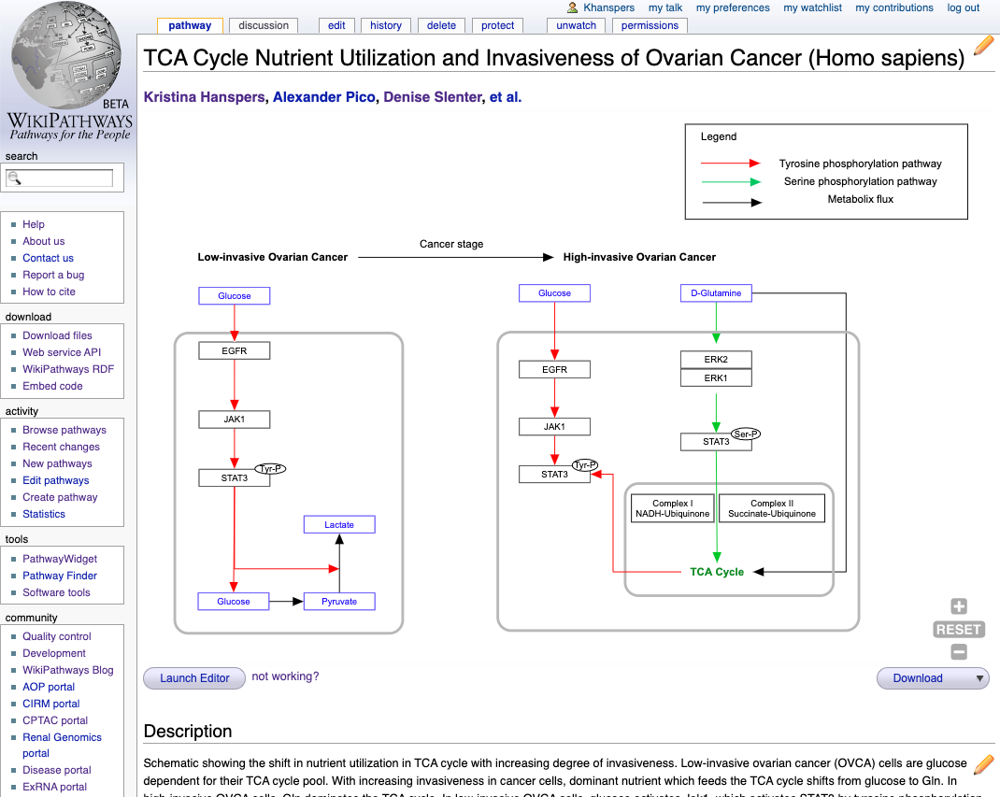 Khanspers my talk my preferences my watchlist my contributions log out
pathway discussion edit history delete protect unwatch permissions
BETA
WIKIPATHWAYS
Pathways for the People
search
Help
About us
Contact us
Report a bug
How to cite
download
Download files
Web service API
WikiPathways RDF
Embed code
activity
Browse pathways
Recent changes
New pathways
Edit pathways
Create pathway
Statistics
tools
PathwayWidget
Pathway Finder
Software tools
community
Quality control
Development
WikiPathways Blog
AOP portal
CIRM portal
CPTAC portal
Renal Genomics
portal
Disease portal
ExRNA portal
TCA Cycle Nutrient Utilization and Invasiveness of Ovarian Cancer (Homo sapiens)
Kristina Hanspers, Alexander Pico, Denise Slenter, et al.
Legend
Tyrosine phosphorylation pathway
Serine phosphorylation pathway
Metabolix flux
Cancer stage
Low-invasive Ovarian Cancer High-invasive Ovarian Cancer
Glucose
EGFR
JAK1
Tyr-P
STAT3
Lactate
Glucose Pyruvate
Glucose D-Glutamine
EGFR
ERK2
ERK1
JAK1
Ser-P
STAT3
Tyr-P
STAT3
Complex I
NADH-Ubiquinone
Complex II
Succinate-Ubiquinone
TCA Cycle
RESET
Launch Editor not working? Download
Description
Schematic showing the shift in nutrient utilization in TCA cycle with increasing degree of invasiveness. Low-invasive ovarian cancer (OVCA) cells are glucose
dependent for their TCA cycle pool. With increasing invasiveness in cancer cells, dominant nutrient which feeds the TCA cycle shifts from glucose to Gln. In
high invasive OVCA cells, Gln dominates the TCA cycle. In low invasive OVCA cells, glucose activates Jak1, which activates STAT3 by tyrosine phosphorylation